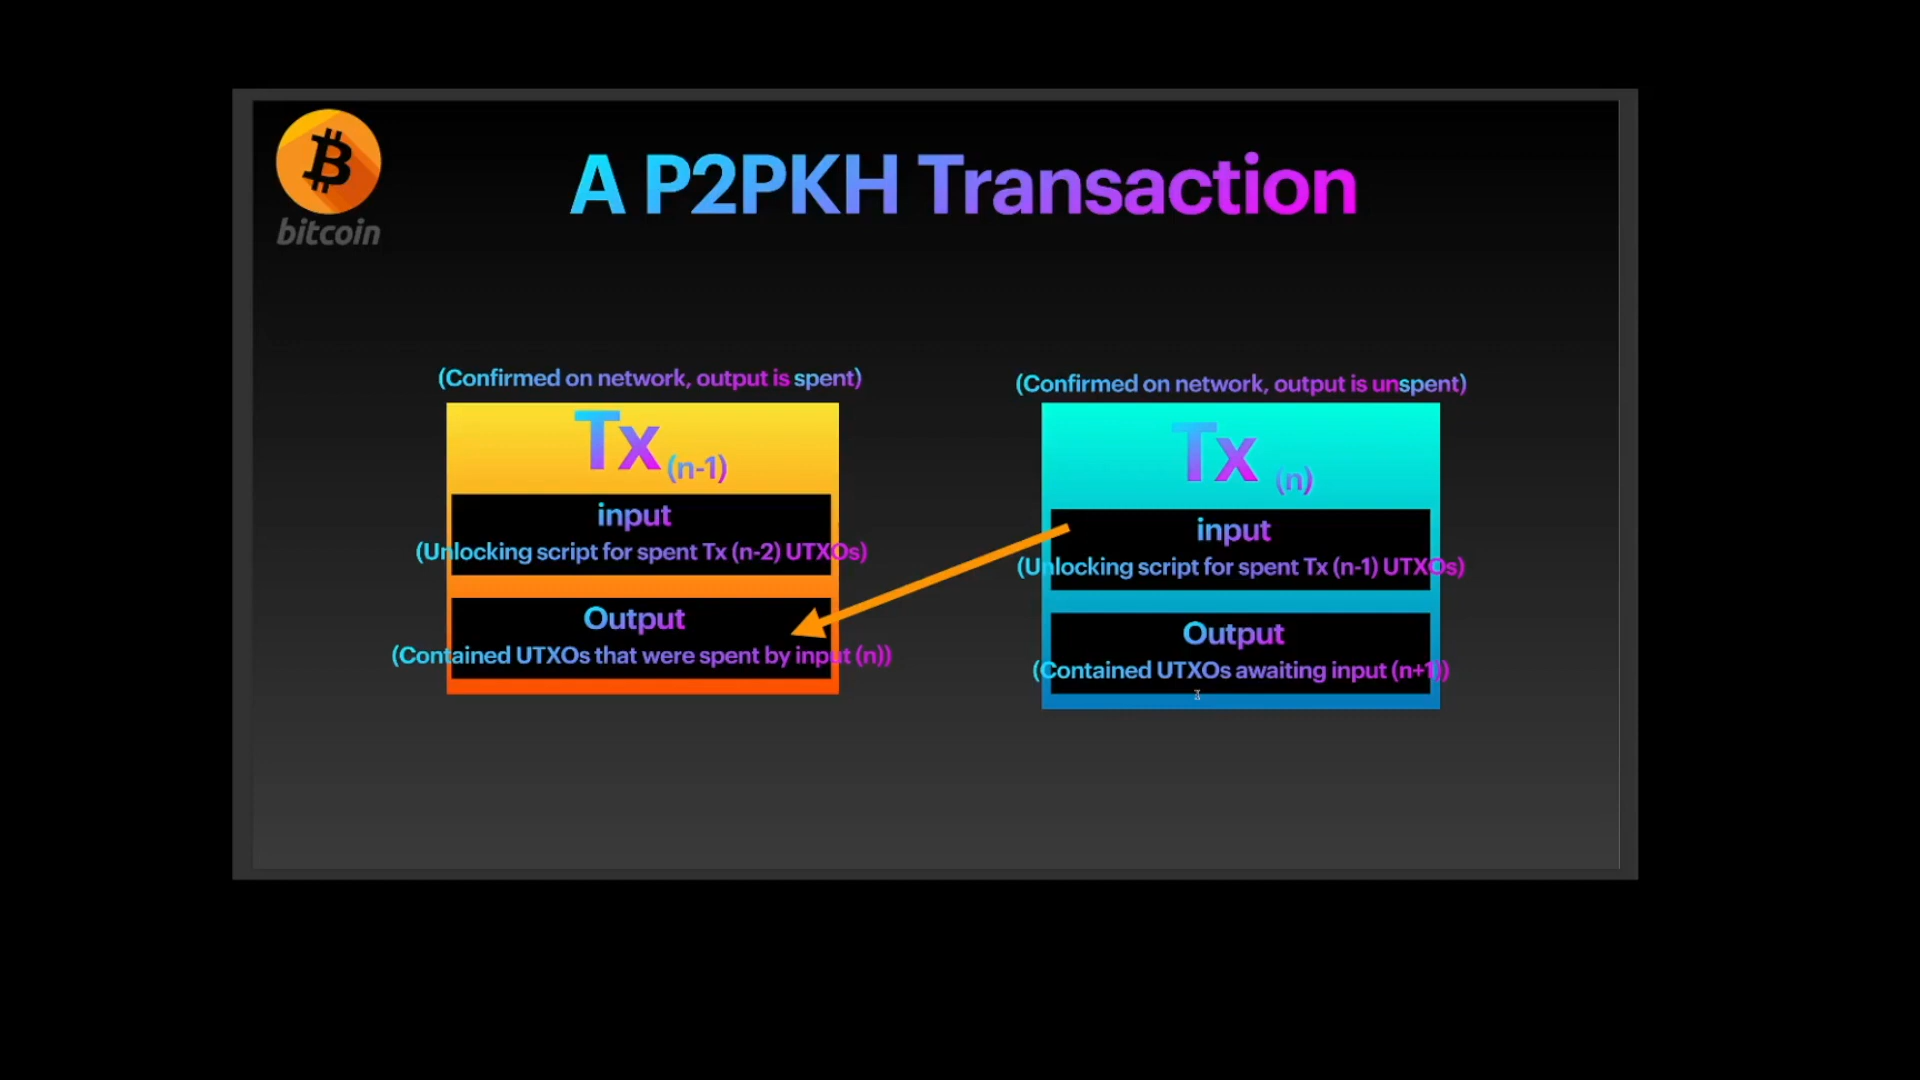 bitcoin
A P2PKH Transaction
(Confirmed on network, output is spent)
Tx (n-1)
input
(Unlocking script for spent Tx (n-2) UTXOs)
Output
(Contained UTXOs that were spent by input (n))
(Confirmed on network, output is unspent)
Tx (n)
input
(Unlocking script for spent Tx (n-1) UTXOs)
Output
(Contained UTXOs awaiting input (n+1))